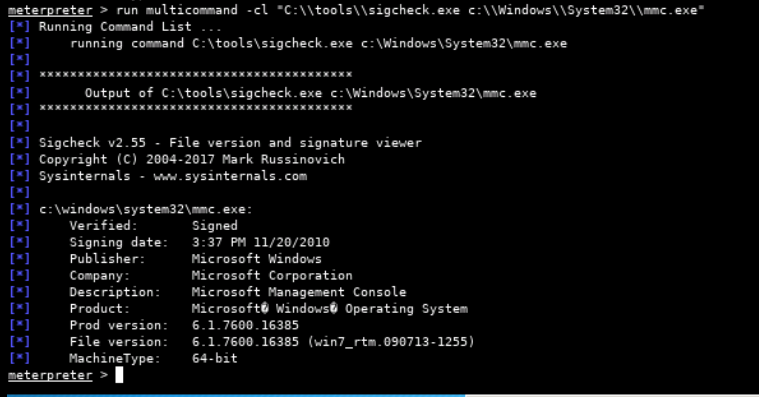 meterpreter > run multicommand -cl "C:\\tools\\sigcheck.exe c:\\Windows\\System32\\mmc.exe"
[*] Running Command List ...
[*]     running command C:\tools\sigcheck.exe c:\Windows\System32\mmc.exe
[*]
[*] *****************************************
[*]       Output of C:\tools\sigcheck.exe c:\Windows\System32\mmc.exe
[*] *****************************************
[*]
[*] Sigcheck v2.55 - File version and signature viewer
[*] Copyright (C) 2004-2017 Mark Russinovich
[*] Sysinternals - www.sysinternals.com
[*]
[*] c:\windows\system32\mmc.exe:
[*]     Verified:       Signed
[*]     Signing date:   3:37 PM 11/20/2010
[*]     Publisher:      Microsoft Windows
[*]     Company:        Microsoft Corporation
[*]     Description:    Microsoft Management Console
[*]     Product:        Microsoft� Windows� Operating System
[*]     Prod version:   6.1.7600.16385
[*]     File version:   6.1.7600.16385 (win7_rtm.090713-1255)
[*]     MachineType:    64-bit
meterpreter >